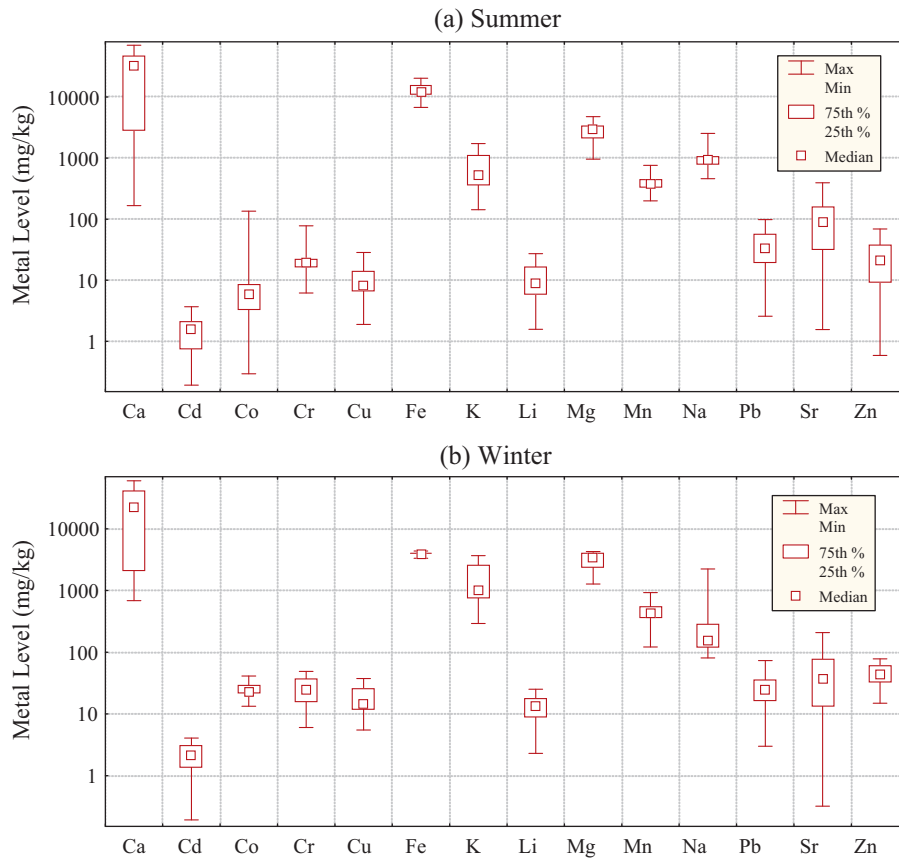 (a) Summer
Metal Level (mg/kg)
10000
1000
100
10
1
Max
Min
75th %
25th %
Median
Ca Cd Co Cr Cu Fe K Li Mg Mn Na Pb Sr Zn
(b) Winter
Metal Level (mg/kg)
10000
1000
100
10
1
Max
Min
75th %
25th %
Median
Ca Cd Co Cr Cu Fe K Li Mg Mn Na Pb Sr Zn